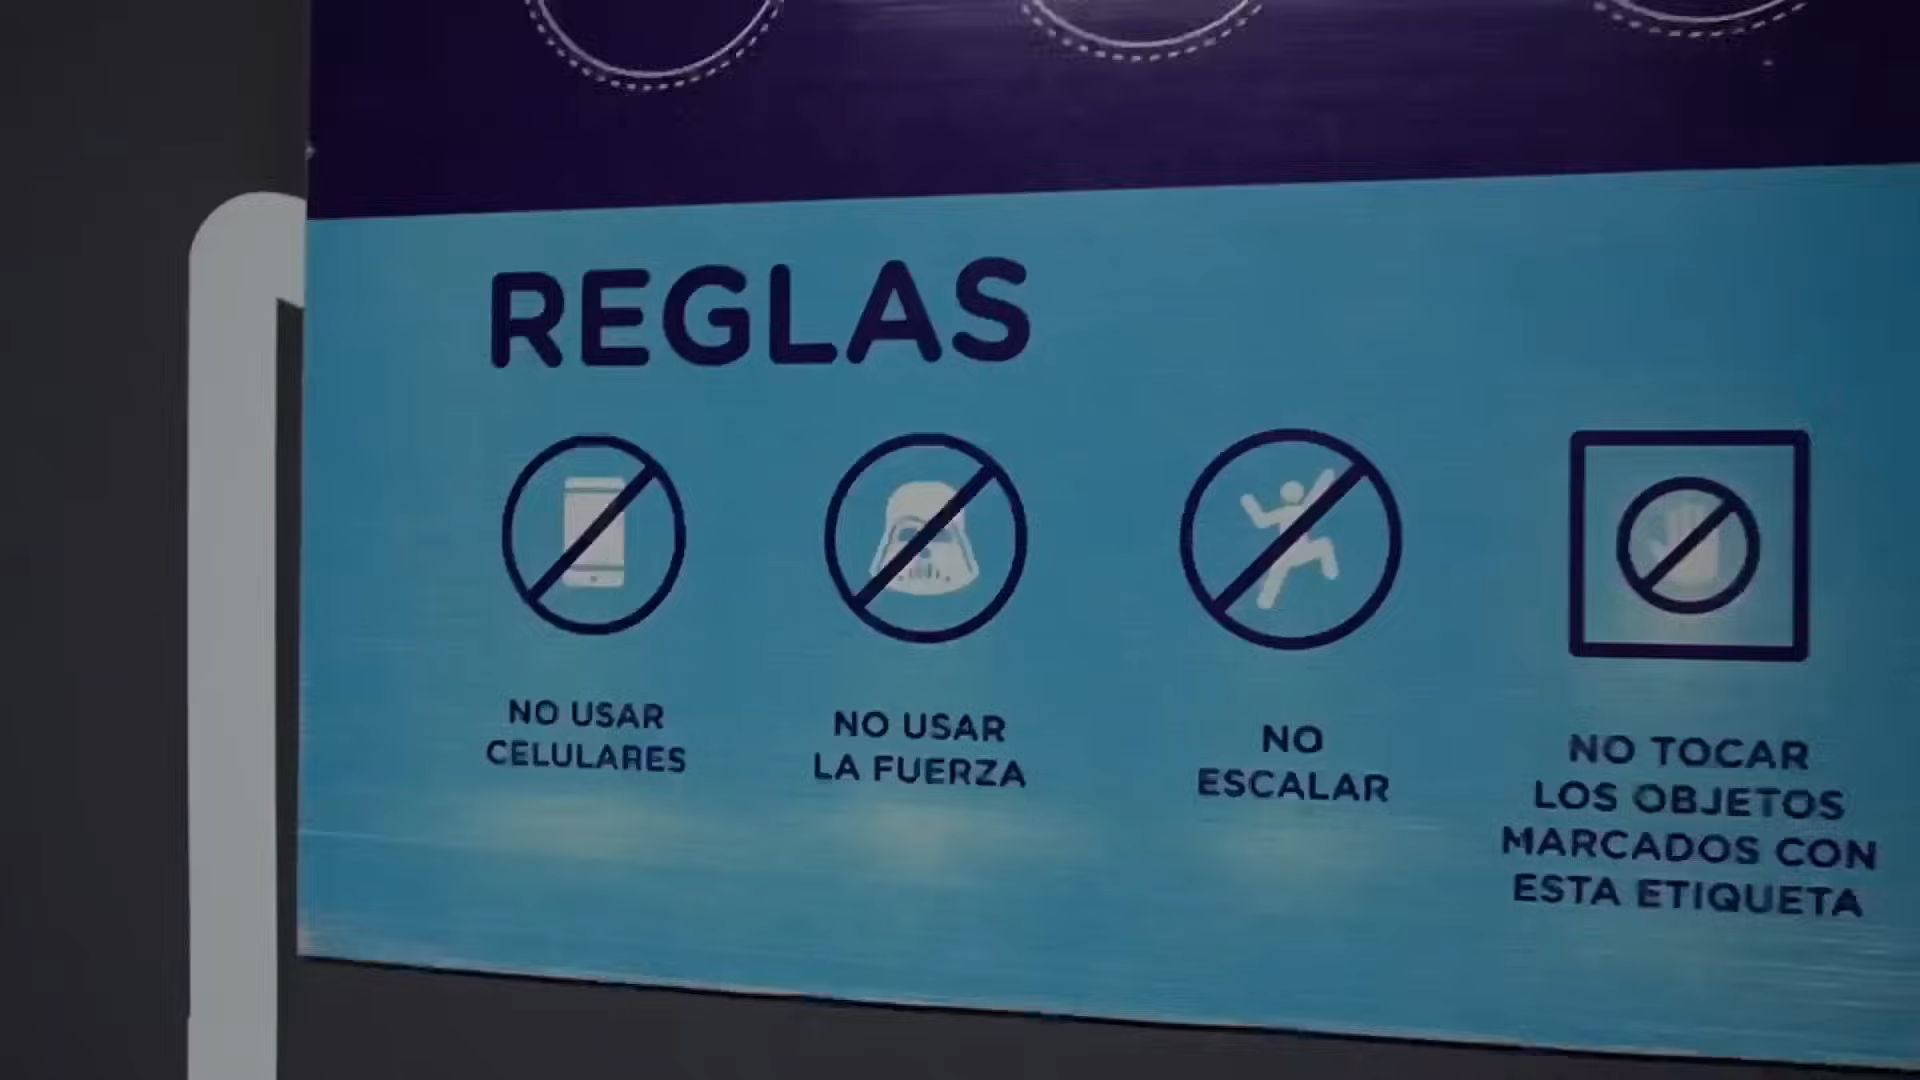 REGLAS
NO USAR
CELULARES
NO USAR
LA FUERZA
NO
ESCALAR
NO TOCAR
LOS OBJETOS
MARCADOS CON
ESTA ETIQUETA